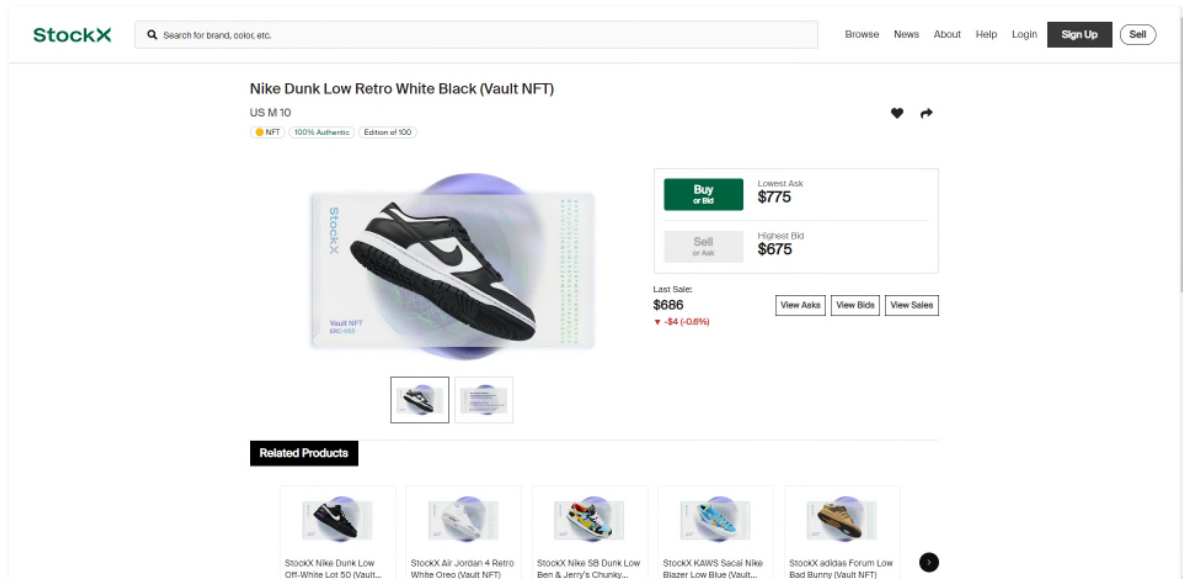 StockX
Search for brand, color, etc.
Browse News About Help Login Sign Up Sell
Nike Dunk Low Retro White Black (Vault NFT)
US M 10
NFT 100% Authentic Edition of 100
StockX
Vault NFT
Buy
or Bid
Lowest Ask
$775
Sell
or Ask
Highest Bid
$675
Last Sale:
$686
▼ -$4 (-0.6%)
View Asks View Bids View Sales
Related Products
StockX Nike Dunk Low
Off-White Lot 50 (Vault...
StockX Air Jordan 4 Retro
White Oreo (Vault NFT)
StockX Nike SB Dunk Low
Ben & Jerry's Chunky...
StockX KAWS Sacai Nike
Blazer Low Blue (Vault...
StockX adidas Forum Low
Bad Bunny (Vault NFT)